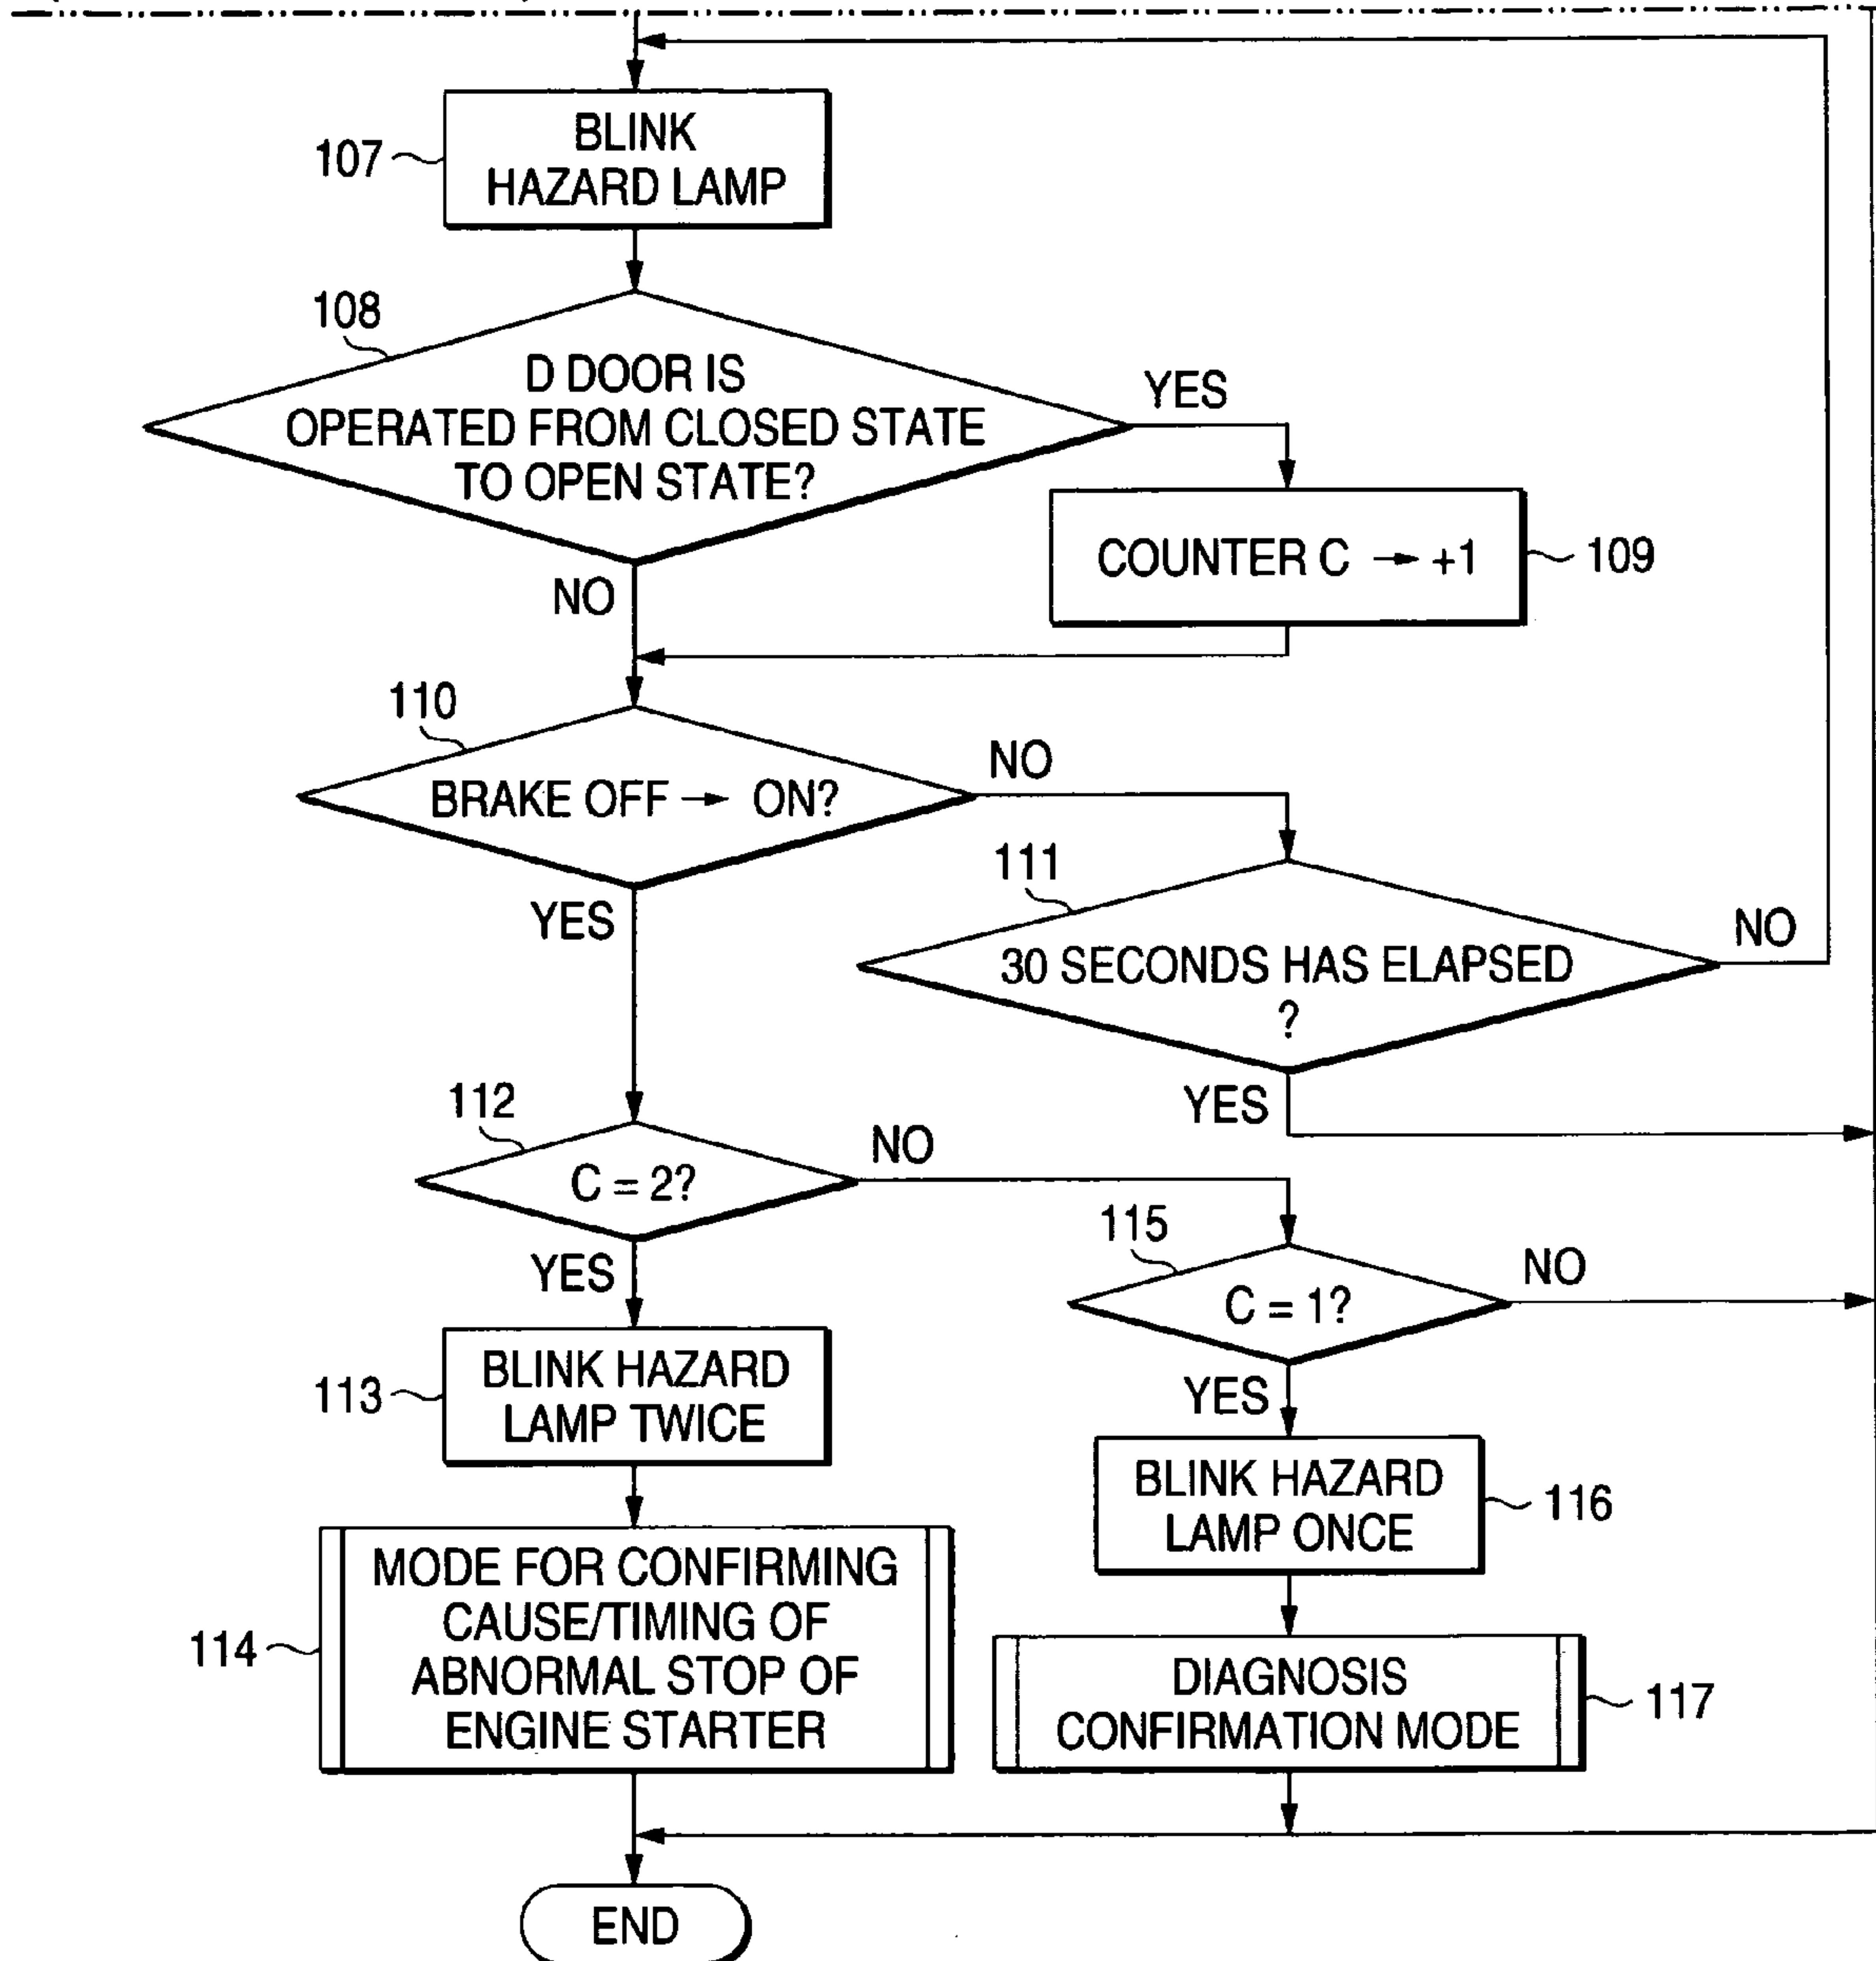 107
BLINK
HAZARD LAMP
108
D DOOR IS
OPERATED FROM CLOSED STATE
TO OPEN STATE?
YES
NO
COUNTER C → +1
109
110
BRAKE OFF → ON?
NO
YES
111
30 SECONDS HAS ELAPSED
?
NO
YES
112
C = 2?
NO
YES
115
C = 1?
NO
YES
113
BLINK HAZARD
LAMP TWICE
BLINK HAZARD
LAMP ONCE
116
114
MODE FOR CONFIRMING
CAUSE/TIMING OF
ABNORMAL STOP OF
ENGINE STARTER
DIAGNOSIS
CONFIRMATION MODE
117
END